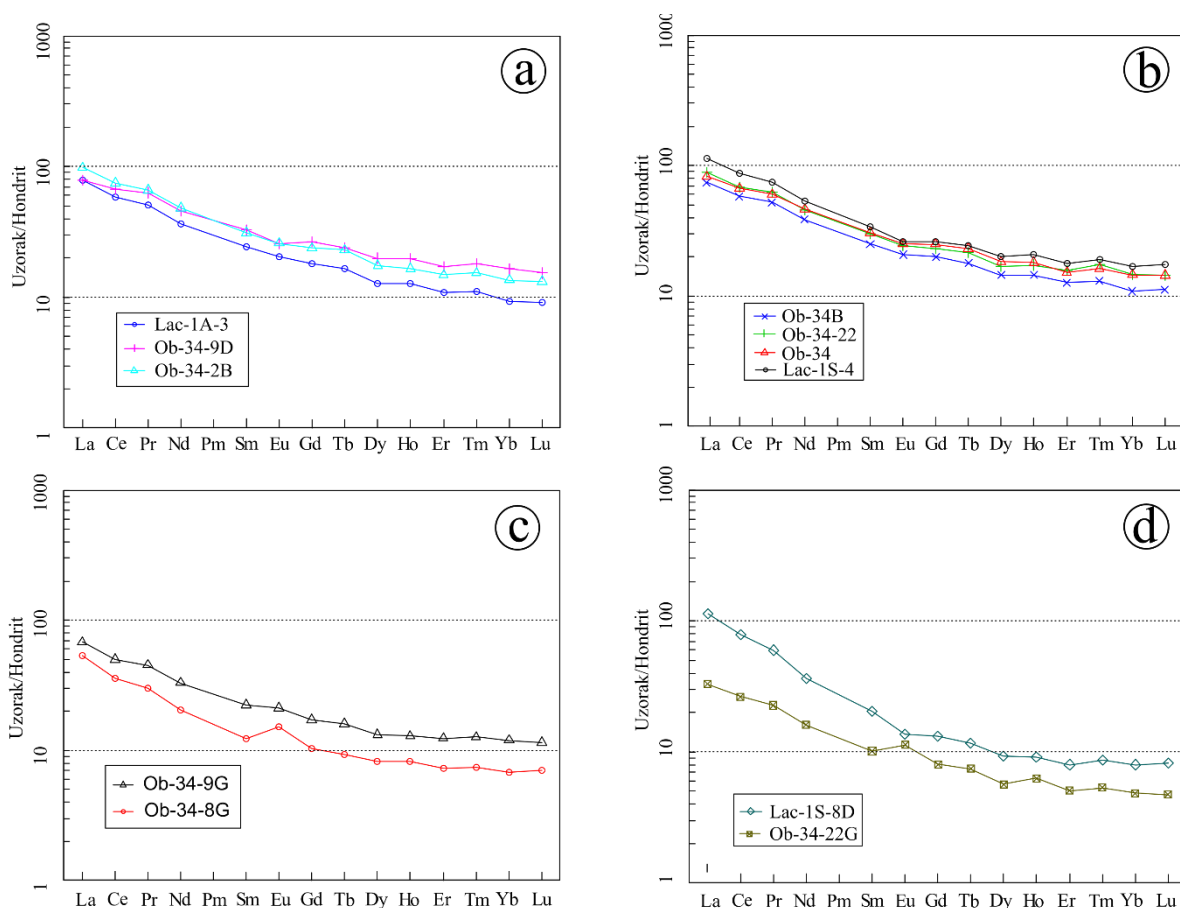 a
1000
100
10
1
Uzorak/Hondrit
Lac-1A-3
Ob-34-9D
Ob-34-2B
La Ce Pr Nd Pm Sm Eu Gd Tb Dy Ho Er Tm Yb Lu
b
1000
100
10
1
Uzorak/Hondrit
Ob-34B
Ob-34-22
Ob-34
Lac-1S-4
La Ce Pr Nd Pm Sm Eu Gd Tb Dy Ho Er Tm Yb Lu
c
1000
100
10
1
Uzorak/Hondrit
Ob-34-9G
Ob-34-8G
La Ce Pr Nd Pm Sm Eu Gd Tb Dy Ho Er Tm Yb Lu
d
1000
100
10
1
Uzorak/Hondrit
Lac-1S-8D
Ob-34-22G
La Ce Pr Nd Pm Sm Eu Gd Tb Dy Ho Er Tm Yb Lu